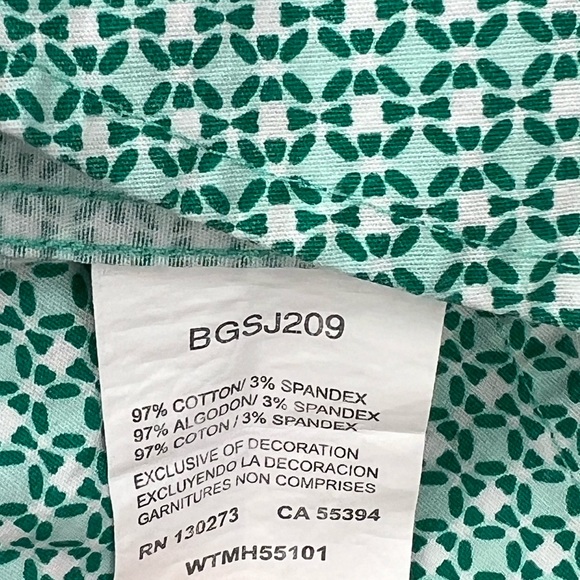 BGSJ209
97% COTTON/ 3% SPANDEX
97% ALGODON/ 3% SPANDEX
97% COTON / 3% SPANDEX
EXCLUSIVE OF DECORATION
EXCLUYENDO LA DECORACION
GARNITURES NON COMPRISES
RN 130273 CA 55394
WTMH55101